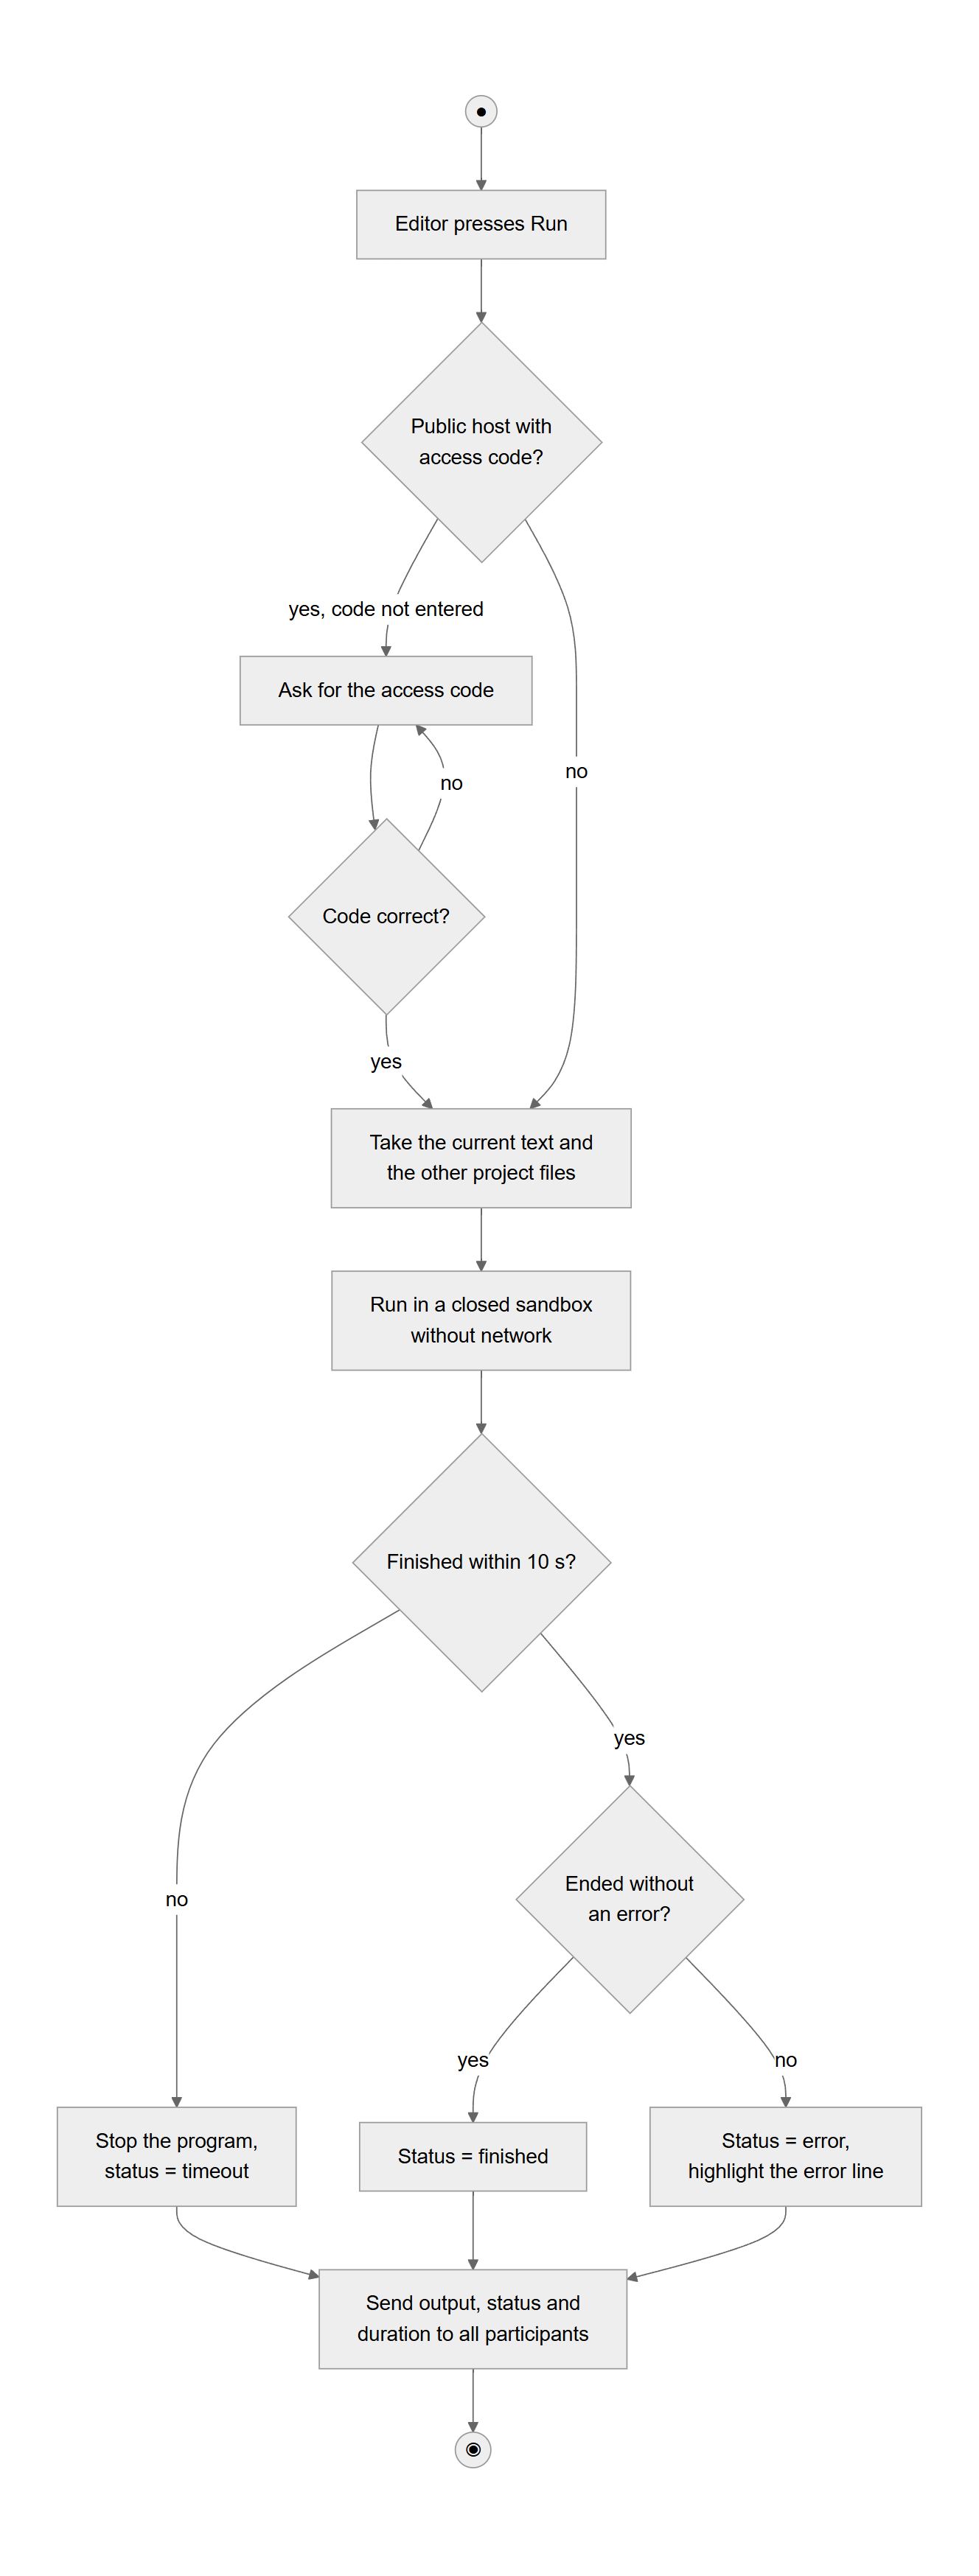 Editor presses Run
Public host with
access code?
yes, code not entered
Ask for the access code
no
no
Code correct?
yes
Take the current text and
the other project files
Run in a closed sandbox
without network
Finished within 10 s?
yes
Ended without
an error?
no
yes
no
Stop the program,
status = timeout
Status = finished
Status = error,
highlight the error line
Send output, status and
duration to all participants